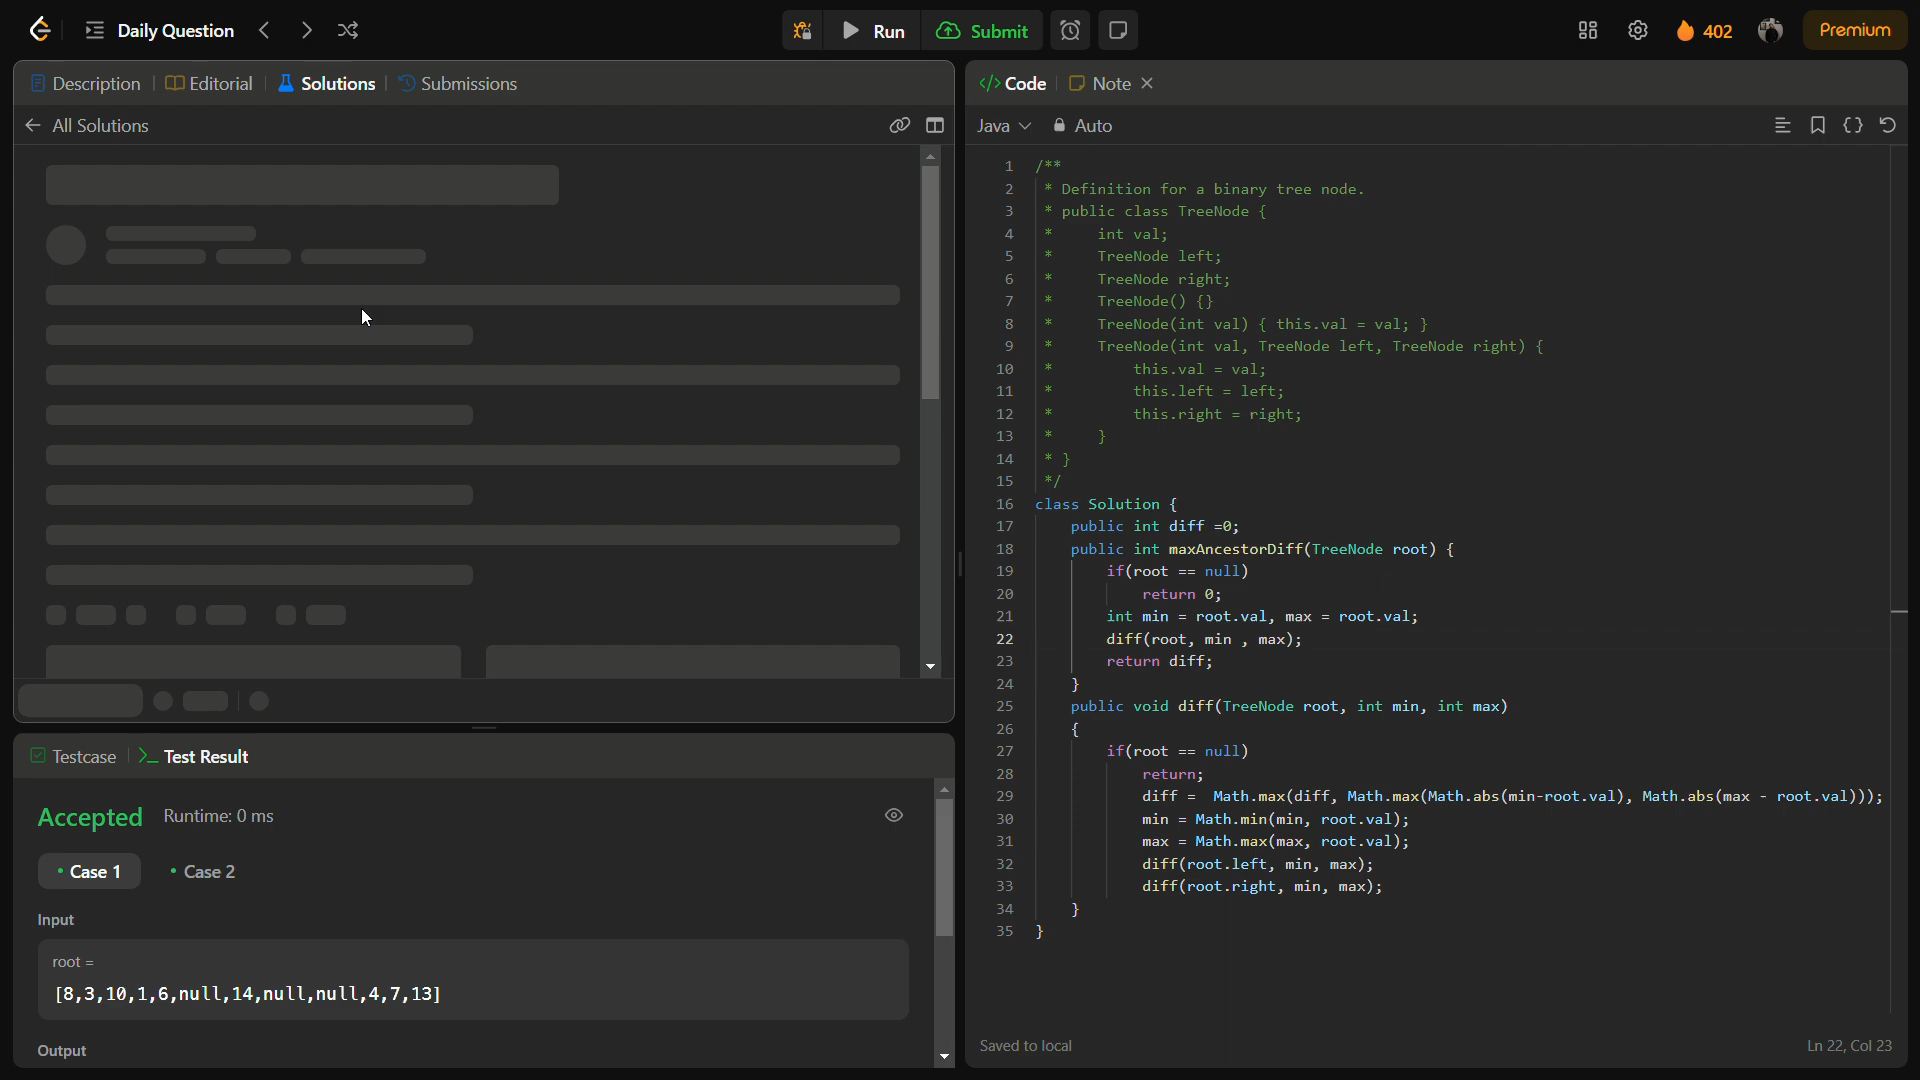 Daily Question
Run
Submit
402
Premium
Description
Editorial
Solutions
Submissions
All Solutions
</> Code
Note
Java
Auto
1 /**
2 * Definition for a binary tree node.
3 * public class TreeNode {
4 * int val;
5 * TreeNode left;
6 * TreeNode right;
7 * TreeNode() {}
8 * TreeNode(int val) { this.val = val; }
9 * TreeNode(int val, TreeNode left, TreeNode right) {
10 * this.val = val;
11 * this.left = left;
12 * this.right = right;
13 * }
14 * }
15 */
16 class Solution {
17 public int diff =0;
18 public int maxAncestorDiff(TreeNode root) {
19 if(root == null)
20 return 0;
21 int min = root.val, max = root.val;
22 diff(root, min , max);
23 return diff;
24 }
25 public void diff(TreeNode root, int min, int max)
26 {
27 if(root == null)
28 return;
29 diff = Math.max(diff, Math.max(Math.abs(min-root.val), Math.abs(max - root.val)));
30 min = Math.min(min, root.val);
31 max = Math.max(max, root.val);
32 diff(root.left, min, max);
33 diff(root.right, min, max);
34 }
35 }
Saved to local
Ln 22, Col 23
Testcase
Test Result
Accepted Runtime: 0 ms
Case 1
Case 2
Input
root =
[8,3,10,1,6,null,14,null,null,4,7,13]
Output